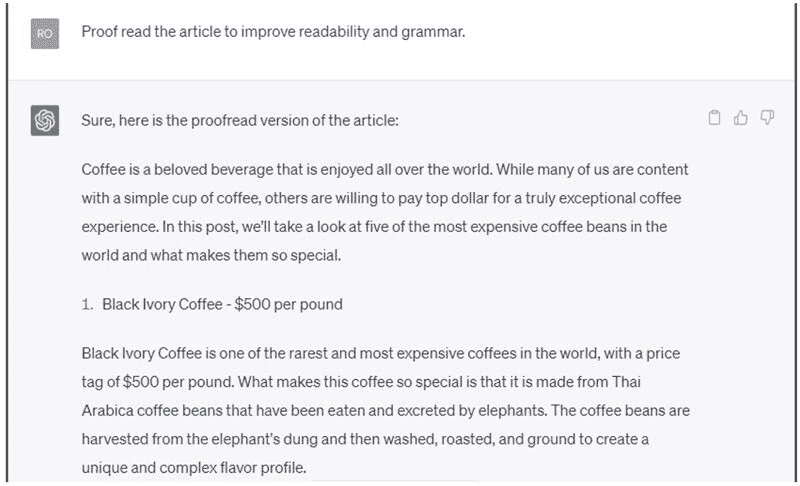 RO
Proof read the article to improve readability and grammar.
Sure, here is the proofread version of the article:
Coffee is a beloved beverage that is enjoyed all over the world. While many of us are content
with a simple cup of coffee, others are willing to pay top dollar for a truly exceptional coffee
experience. In this post, we'll take a look at five of the most expensive coffee beans in the
world and what makes them so special.
1. Black Ivory Coffee - $500 per pound
Black Ivory Coffee is one of the rarest and most expensive coffees in the world, with a price
tag of $500 per pound. What makes this coffee so special is that it is made from Thai
Arabica coffee beans that have been eaten and excreted by elephants. The coffee beans are
harvested from the elephant's dung and then washed, roasted, and ground to create a
unique and complex flavor profile.